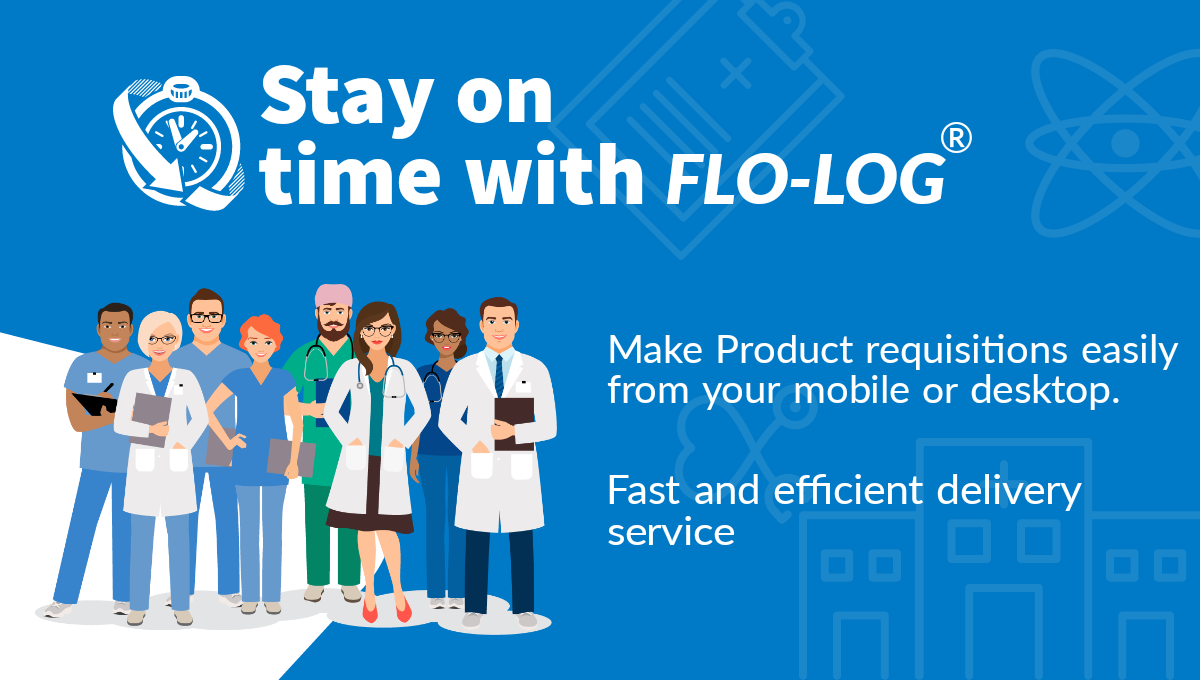 Stay on
time with FLO-LOG®
Make Product requisitions easily
from your mobile or desktop.
Fast and efficient delivery
service